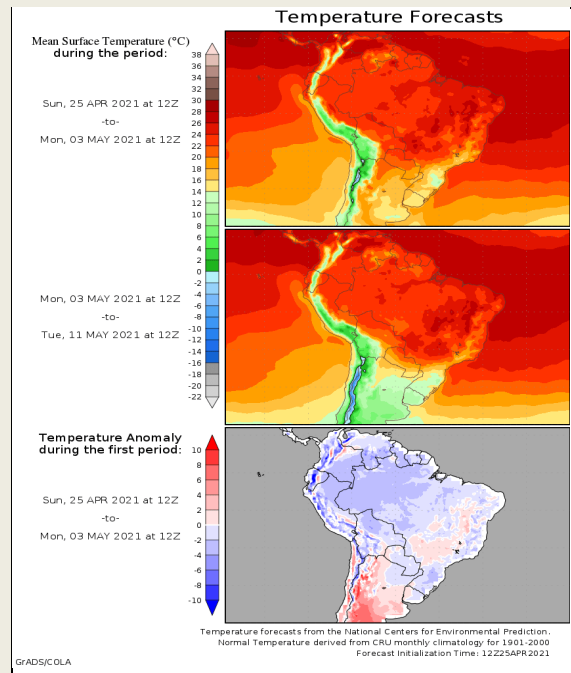 Temperature Forecasts
Mean Surface Temperature (°C)
during the period:
Sun, 25 APR 2021 at 12Z
-to-
Mon, 03 MAY 2021 at 12Z
38
36
34
32
30
28
26
24
22
20
18
16
14
12
10
8
6
4
2
0
-2
-4
-6
-8
-10
-12
-14
-16
-18
-20
-22
Mon, 03 MAY 2021 at 12Z
-to-
Tue, 11 MAY 2021 at 12Z
Temperature Anomaly
during the first period:
Sun, 25 APR 2021 at 12Z
-to-
Mon, 03 MAY 2021 at 12Z
10
8
6
4
2
0
-2
-4
-6
-8
-10
Temperature forecasts from the National Centers for Environmental Prediction.
Normal Temperature derived from CRU monthly climatology for 1901-2000
Forecast Initialization Time: 12Z25APR2021
GrADS/COLA